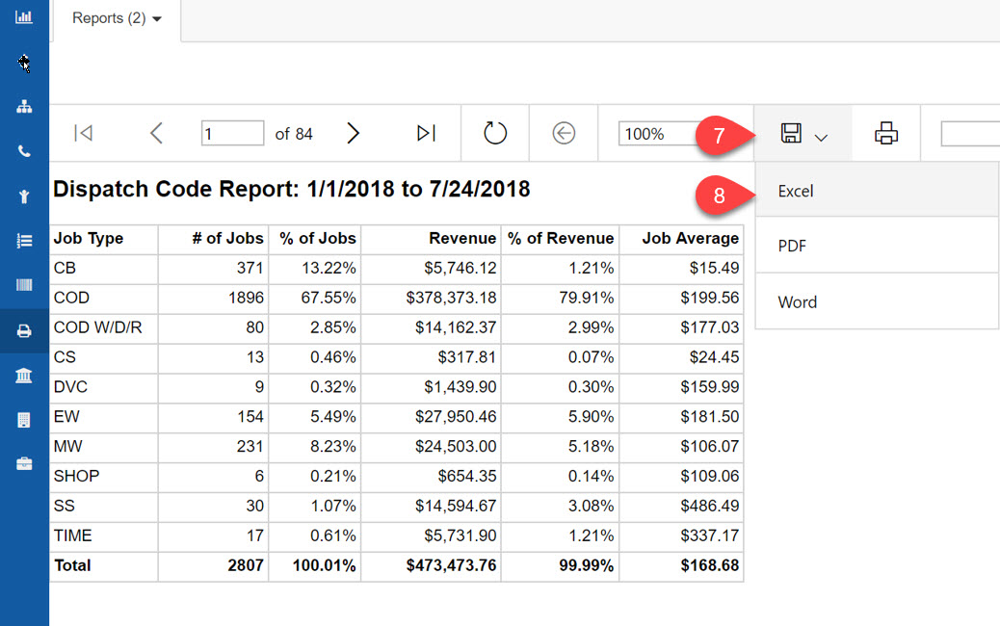 Reports (2)
1 of 84 100% 7
Dispatch Code Report: 1/1/2018 to 7/24/2018 8 Excel
Job Type # of Jobs % of Jobs Revenue % of Revenue Job Average
CB 371 13.22% $5,746.12 1.21% $15.49
PDF
COD 1896 67.55% $378,373.18 79.91% $199.56
Word
COD W/D/R 80 2.85% $14,162.37 2.99% $177.03
CS 13 0.46% $317.81 0.07% $24.45
DVC 9 0.32% $1,439.90 0.30% $159.99
EW 154 5.49% $27,950.46 5.90% $181.50
MW 231 8.23% $24,503.00 5.18% $106.07
SHOP 6 0.21% $654.35 0.14% $109.06
SS 30 1.07% $14,594.67 3.08% $486.49
TIME 17 0.61% $5,731.90 1.21% $337.17
Total 2807 100.01% $473,473.76 99.99% $168.68